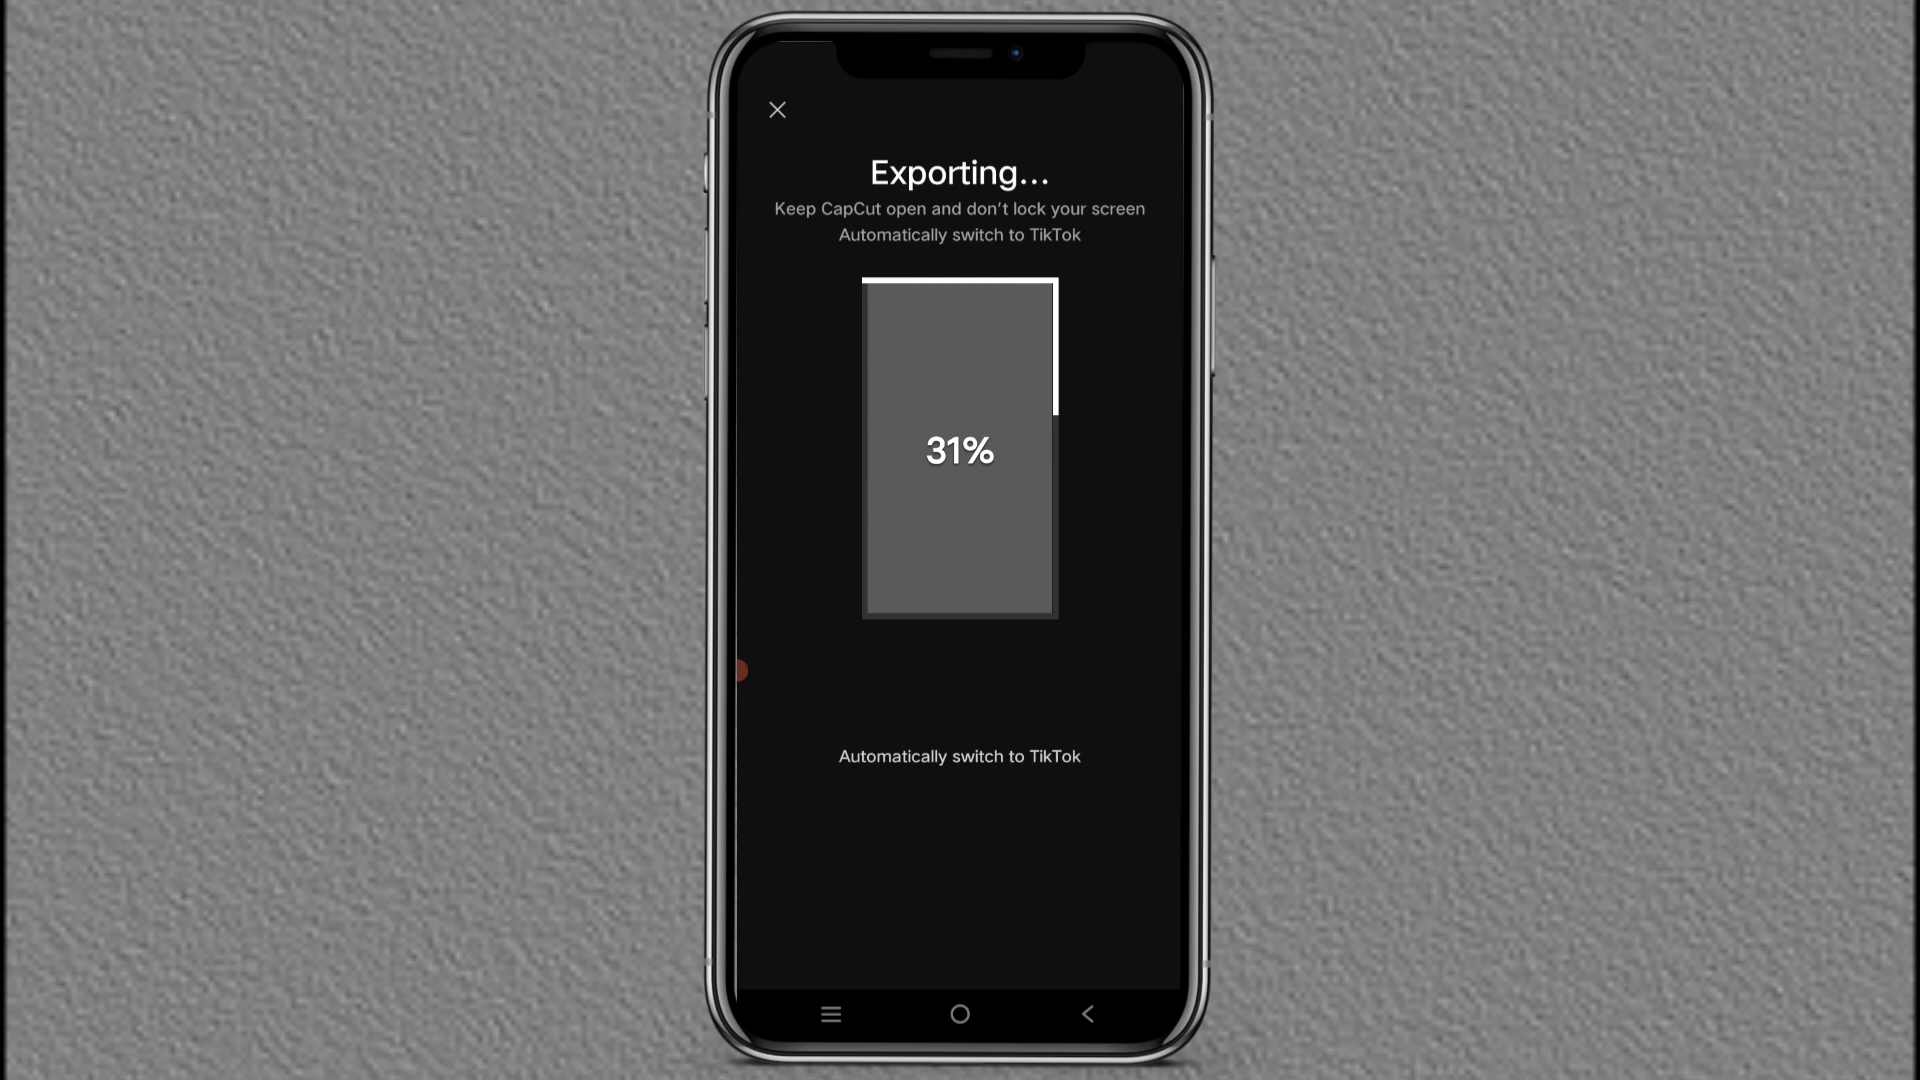 Exporting...
Keep CapCut open and don't lock your screen
Automatically switch to TikTok
31%
Automatically switch to TikTok